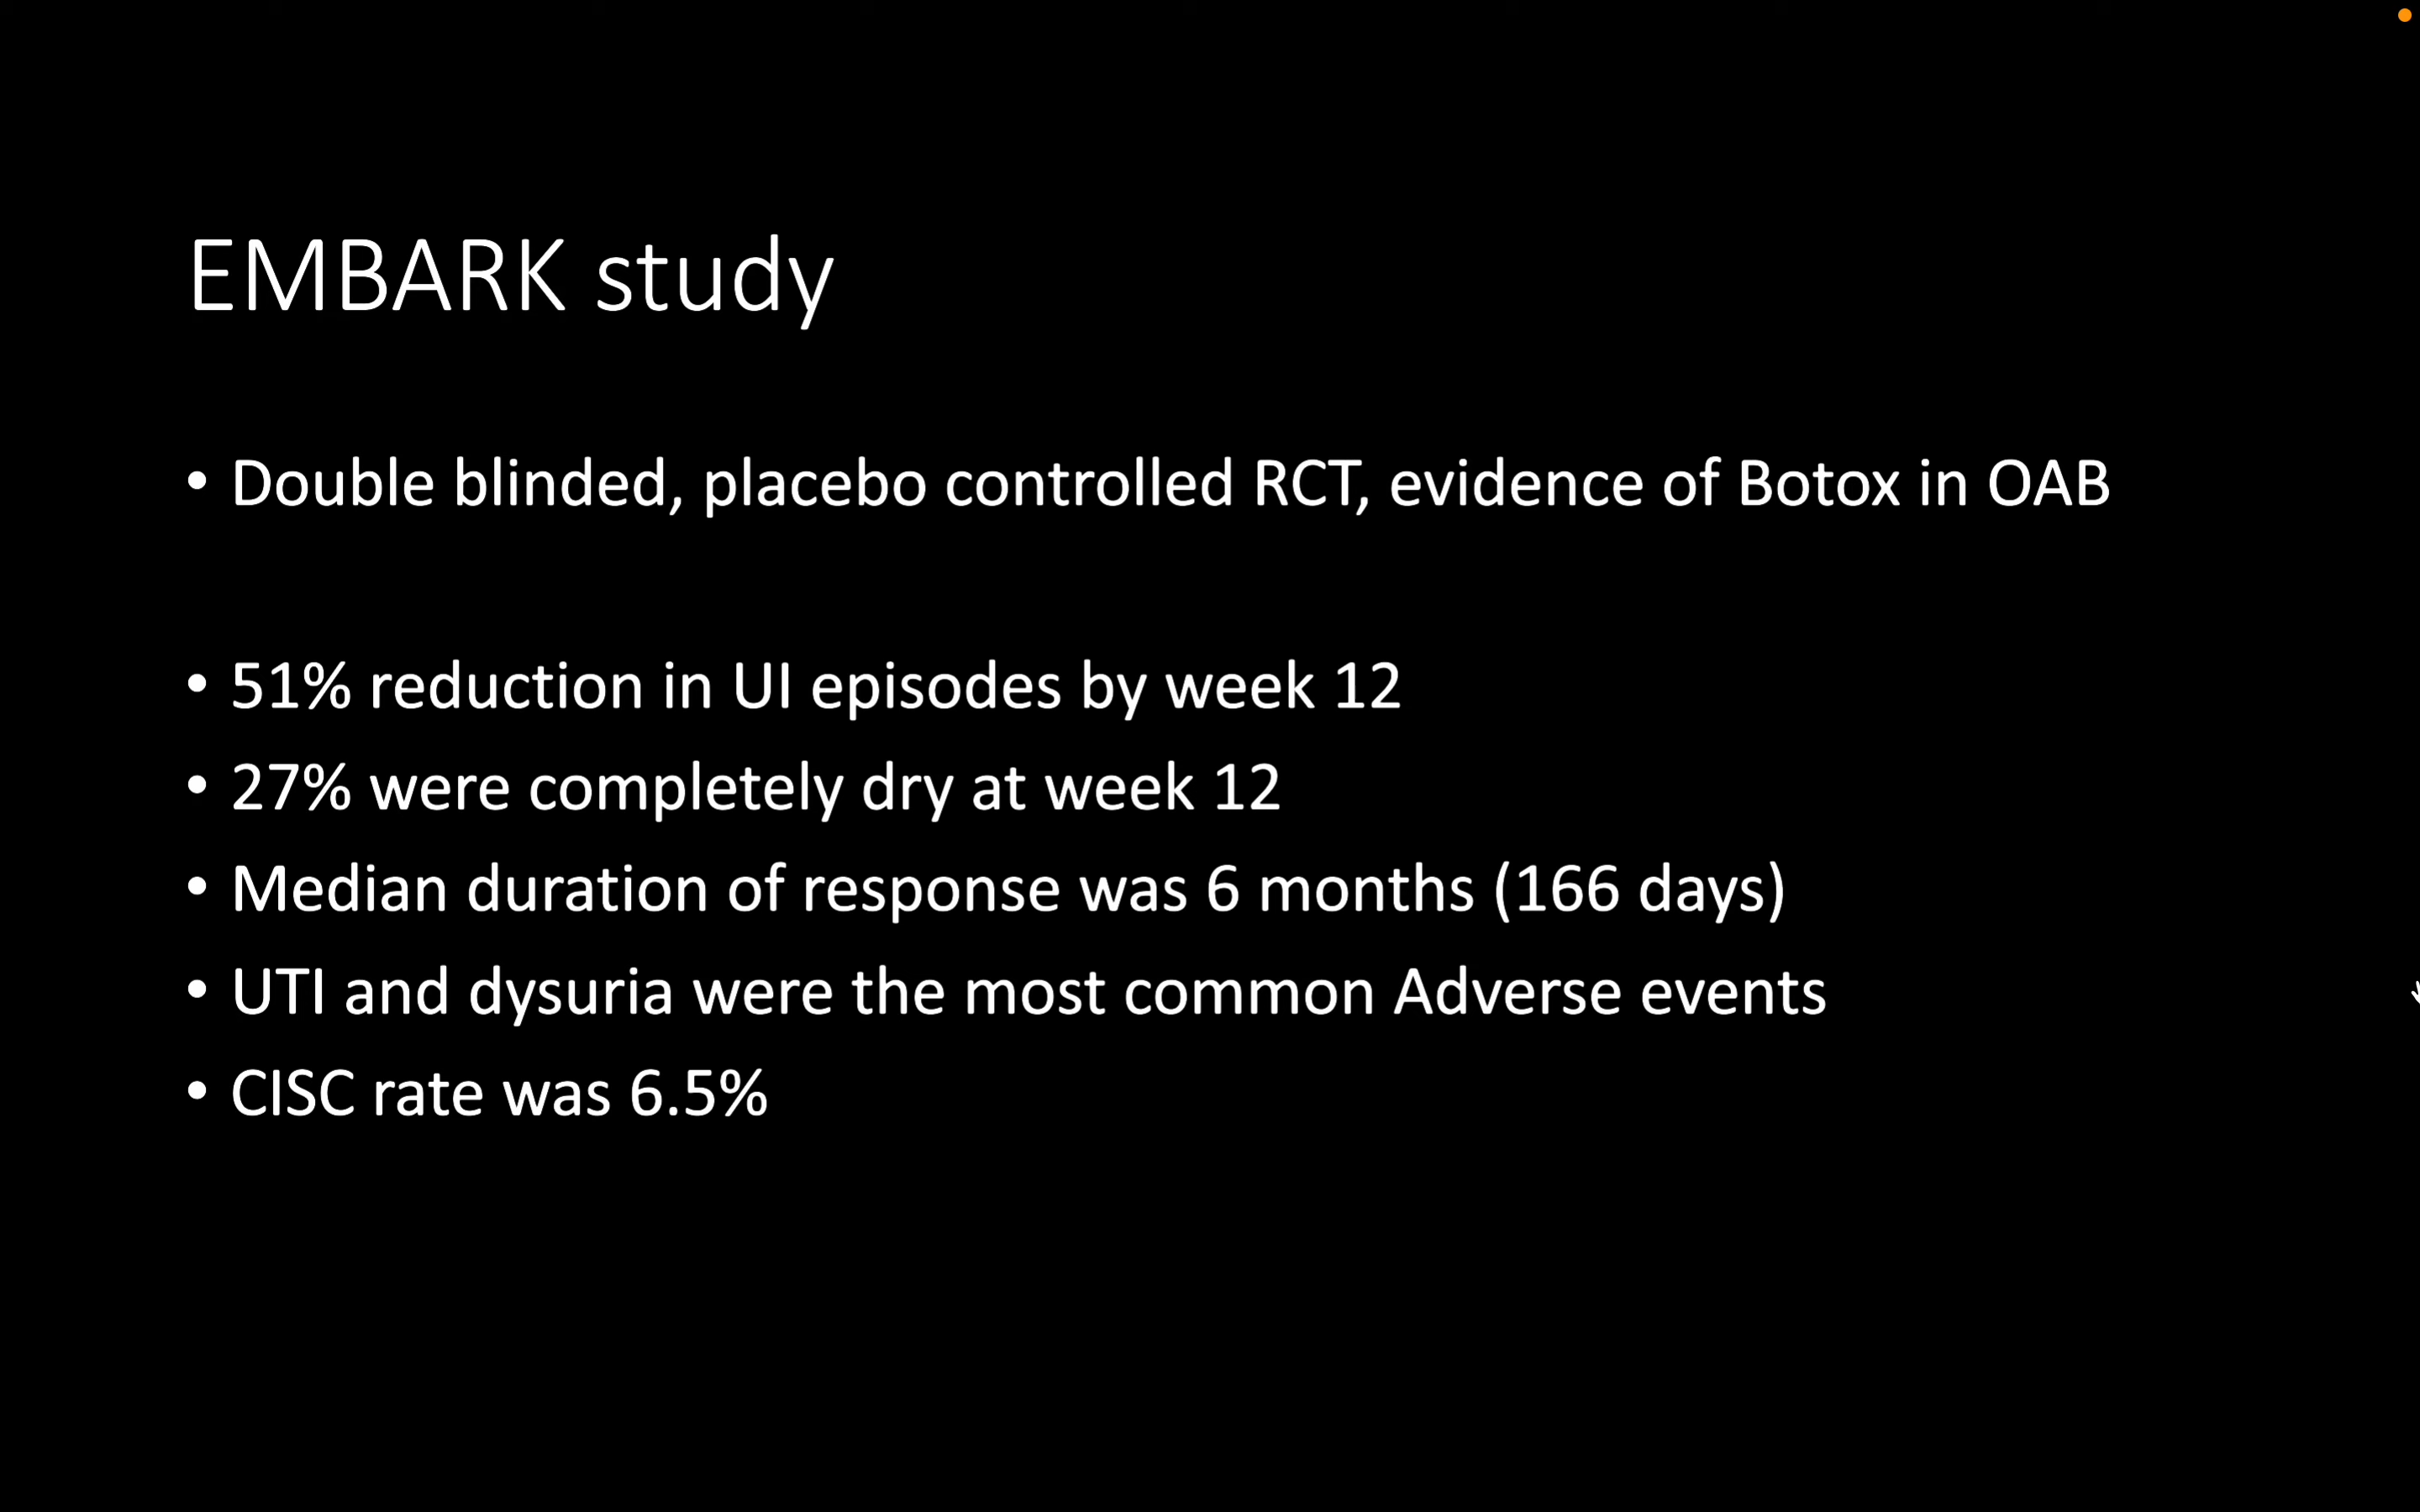 EMBARK study
• Double blinded, placebo controlled RCT, evidence of Botox in OAB
• 51% reduction in UI episodes by week 12
• 27% were completely dry at week 12
• Median duration of response was 6 months (166 days)
• UTI and dysuria were the most common Adverse events
• CISC rate was 6.5%